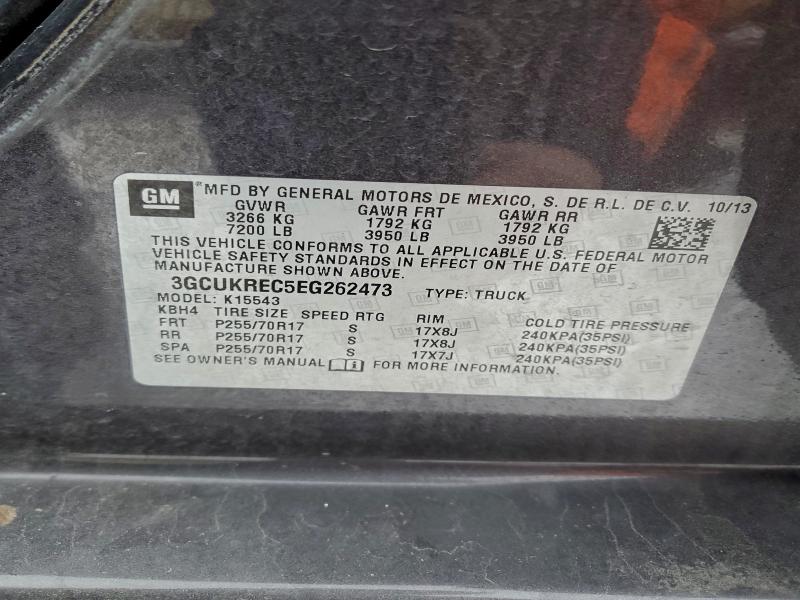 GM ® MFD BY GENERAL MOTORS DE MEXICO, S. DE R.L. DE C.V. 10/13
GVWR GAWR FRT GAWR RR
3266 KG 1792 KG 1792 KG
7200 LB 3950 LB 3950 LB
THIS VEHICLE CONFORMS TO ALL APPLICABLE U.S. FEDERAL MOTOR
VEHICLE SAFETY STANDARDS IN EFFECT ON THE DATE OF
MANUFACTURE SHOWN ABOVE.
3GCUKREC5EG262473 TYPE: TRUCK
MODEL: K15543
KBH4 TIRE SIZE SPEED RTG RIM COLD TIRE PRESSURE
FRT P255/70R17 S 17X8J 240KPA(35PSI)
RR P255/70R17 S 17X8J 240KPA(35PSI)
SPA P255/70R17 S 17X7J 240KPA(35PSI)
SEE OWNER'S MANUAL FOR MORE INFORMATION.